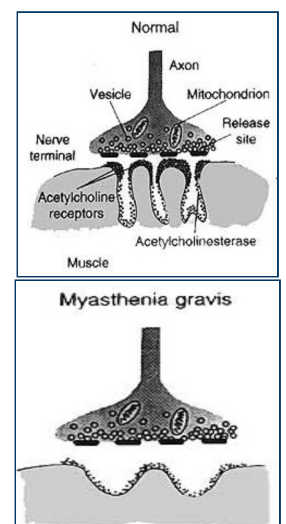 Normal
Axon
Vesicle
Mitochondrion
Release
site
Nerve
terminal
Acetylcholine
receptors
Acetylcholinesterase
Muscle
Myasthenia gravis